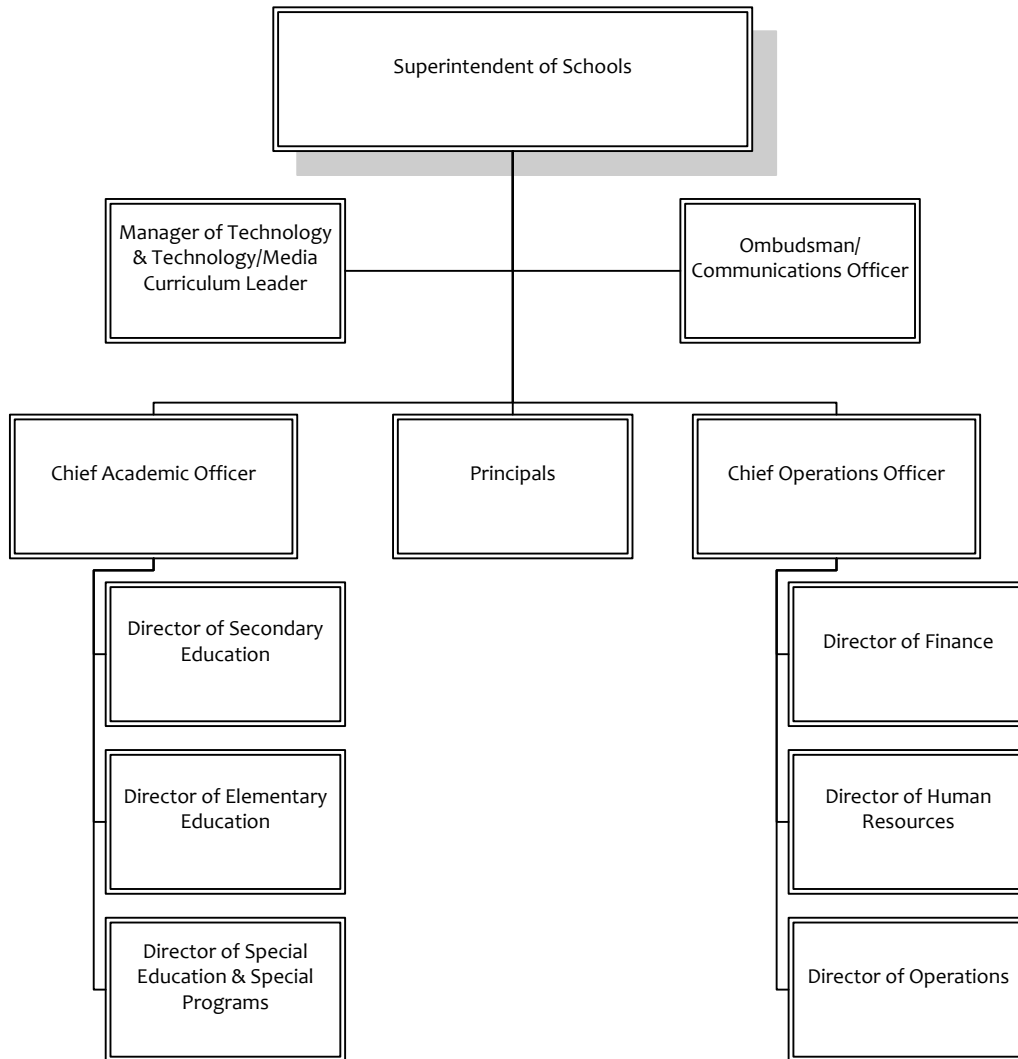 Superintendent of Schools
Manager of Technology
& Technology/Media
Curriculum Leader
Ombudsman/
Communications Officer
Chief Academic Officer
Principals
Chief Operations Officer
Director of Secondary
Education
Director of Finance
Director of Elementary
Education
Director of Human
Resources
Director of Special
Education & Special
Programs
Director of Operations